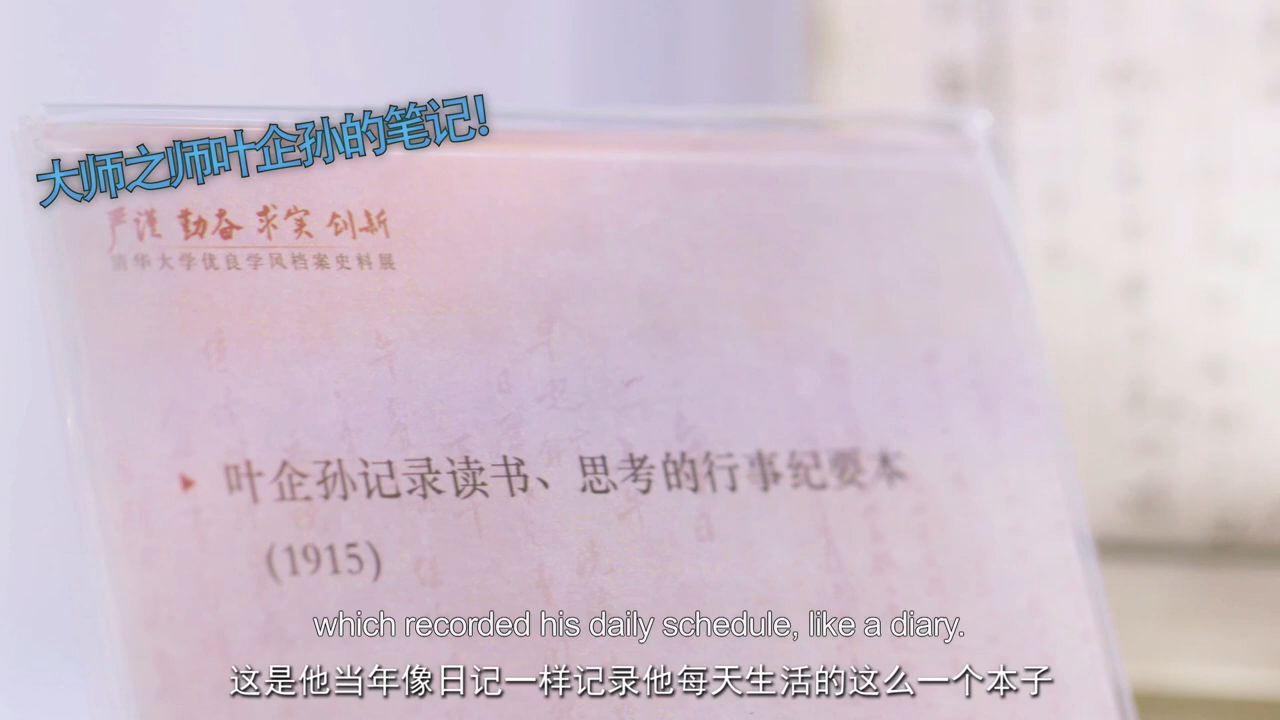 大师之师叶企孙的笔记!
严谨 勤奋 求实 创新
清华大学优良学风档案史料展
叶企孙记录读书、思考的行事纪要本
(1915)
which recorded his daily schedule, like a diary.
这是他当年像日记一样记录他每天生活的这么一个本子